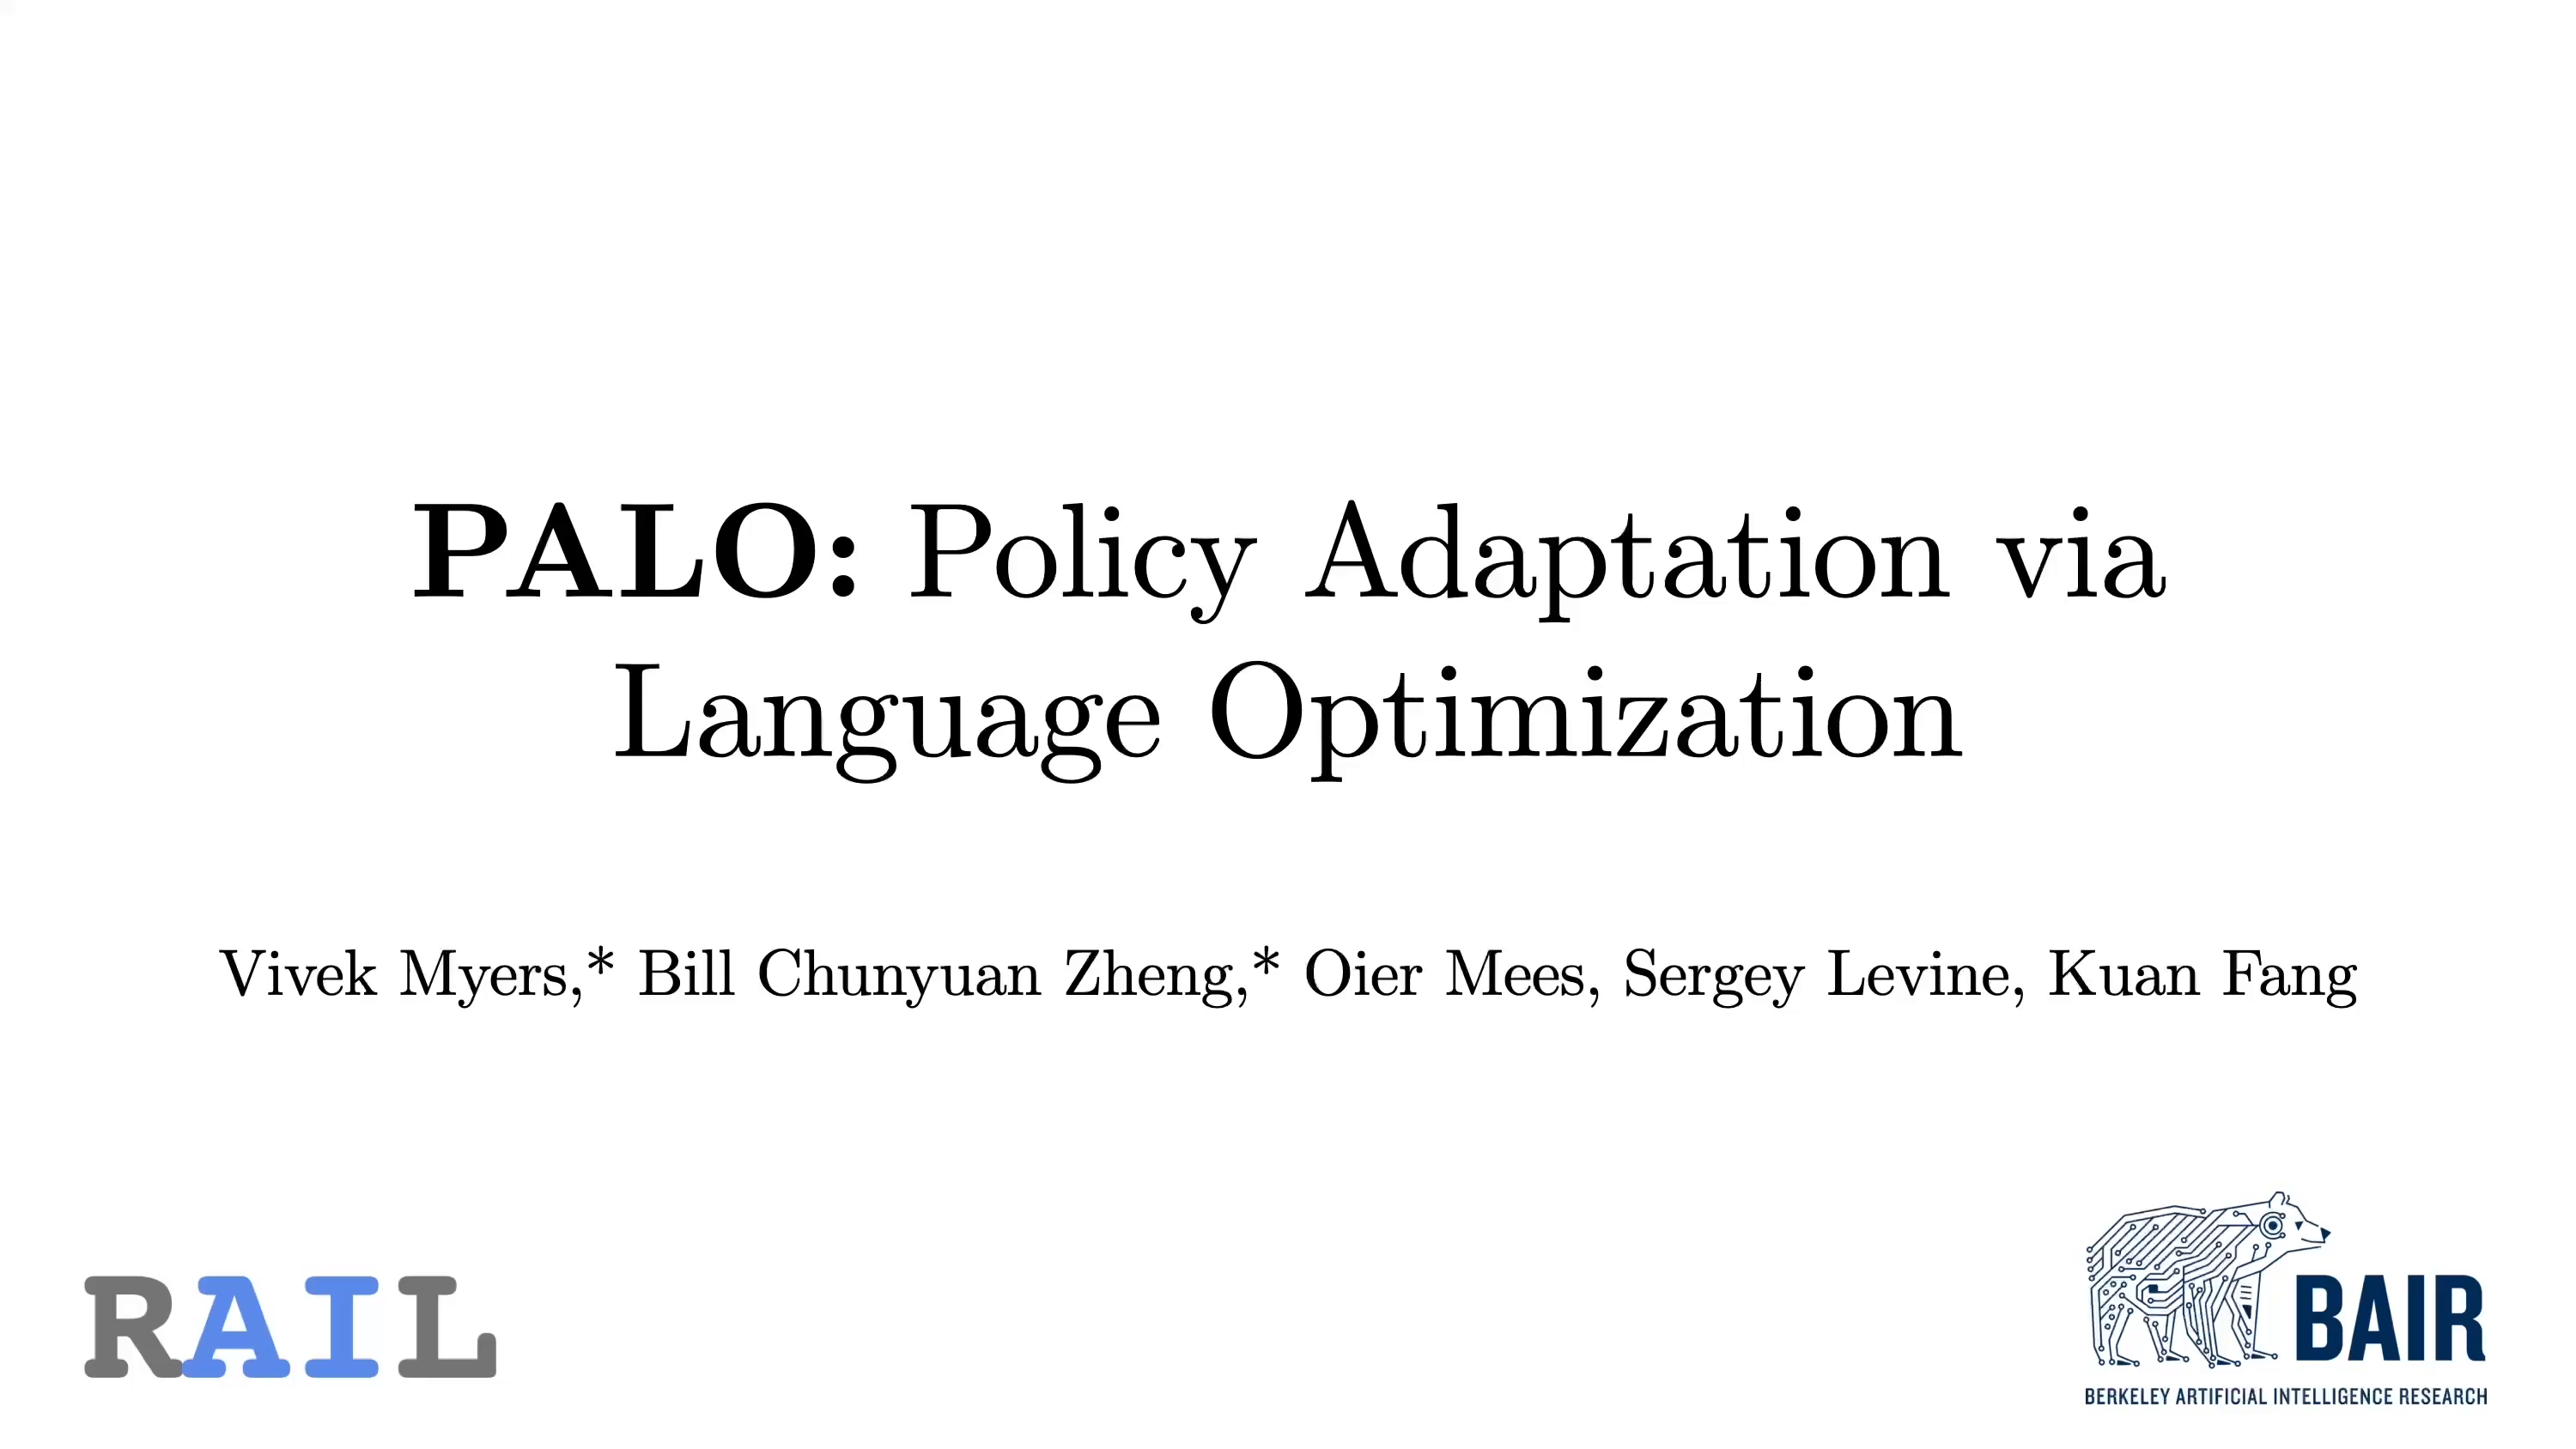 PALO: Policy Adaptation via
Language Optimization
Vivek Myers,* Bill Chunyuan Zheng,* Oier Mees, Sergey Levine, Kuan Fang
RAIL
BAIR
BERKELEY ARTIFICIAL INTELLIGENCE RESEARCH